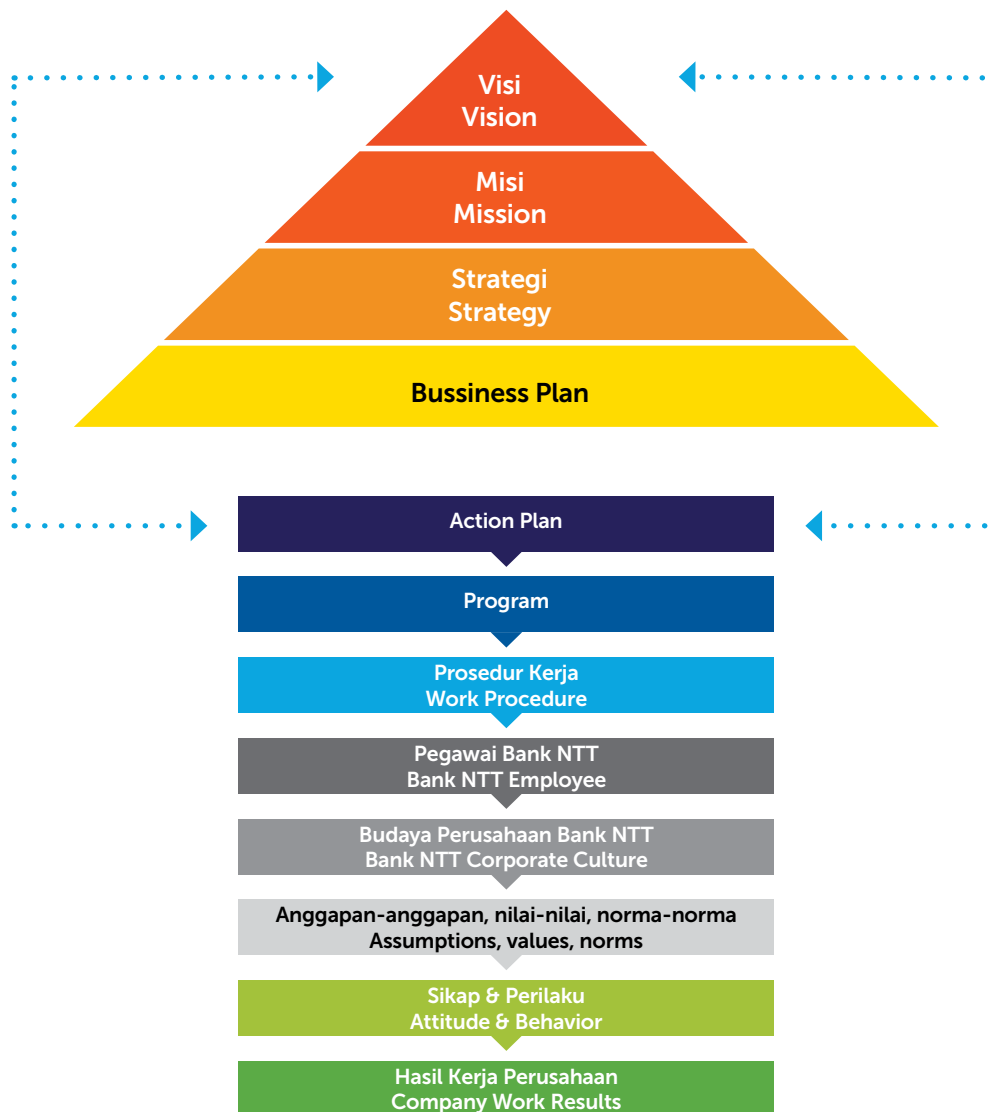 Visi
Vision
Misi
Mission
Strategi
Strategy
Bussiness Plan
Action Plan
Program
Prosedur Kerja
Work Procedure
Pegawai Bank NTT
Bank NTT Employee
Budaya Perusahaan Bank NTT
Bank NTT Corporate Culture
Anggapan-anggapan, nilai-nilai, norma-norma
Assumptions, values, norms
Sikap & Perilaku
Attitude & Behavior
Hasil Kerja Perusahaan
Company Work Results